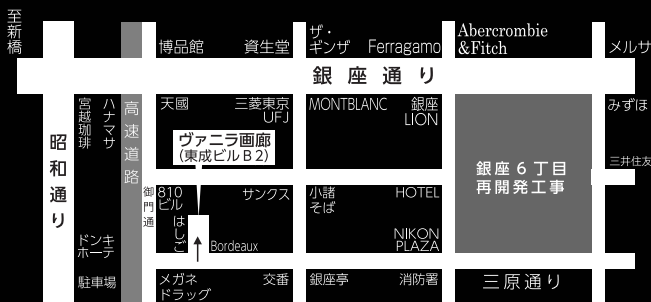 至新橋
博品館
資生堂
ザ・
ギンザ
Ferragamo
Abercrombie
&Fitch
メルサ
銀座通り
宮越珈琲
ハナマサ
高速道路
天國
三菱東京
UFJ
MONTBLANC
銀座
LION
みずほ
昭和通り
ヴァニラ画廊
(東成ビルB2)
銀座6丁目
再開発工事
三井住友
御門通
810
ビル
はしご
サンクス
小諸
そば
HOTEL
Bordeaux
NIKON
PLAZA
ドンキ
ホーテ
駐車場
メガネ
ドラッグ
交番
銀座亭
消防署
三原通り